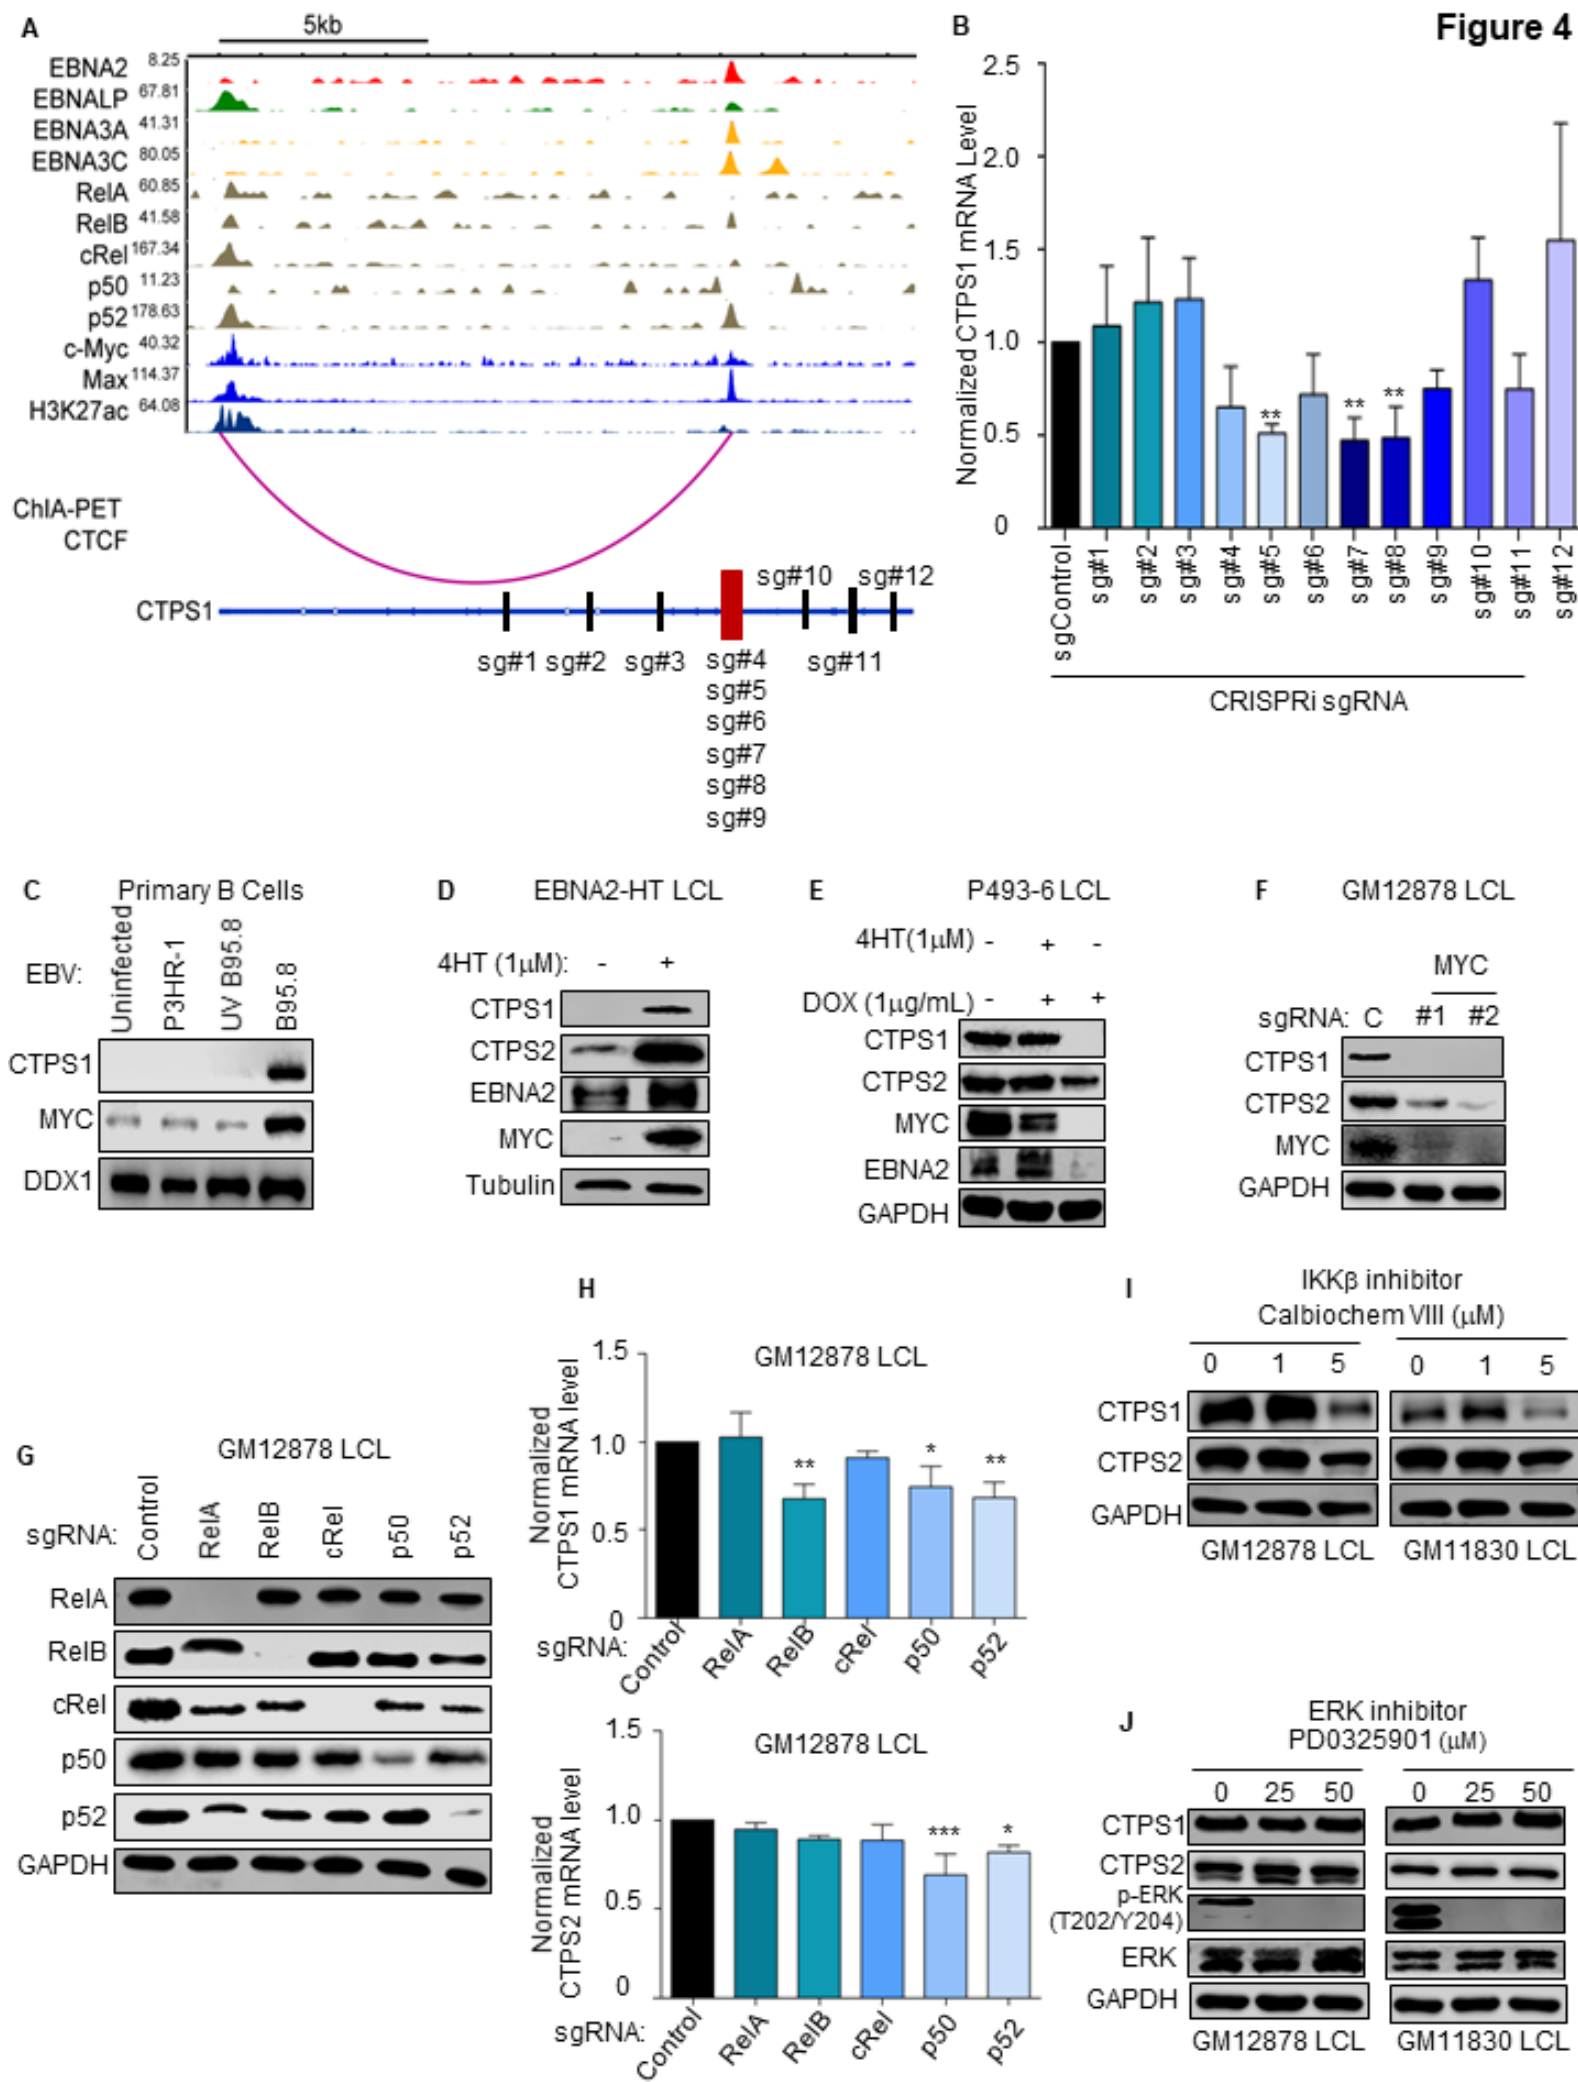 Figure 4
A
5kb
EBNA2 8.25
EBNALP 67.81
EBNA3A 41.31
EBNA3C 80.05
RelA 60.85
RelB 41.58
cRel 167.34
p50 11.23
p52 178.63
c-Myc 40.32
Max 114.37
H3K27ac 64.08
ChIA-PET
CTCF
CTPS1
sg#10 sg#12
sg#1 sg#2 sg#3 sg#4 sg#11
sg#5
sg#6
sg#7
sg#8
sg#9
B
Normalized CTPS1 mRNA Level
2.5
2.0
1.5
1.0
0.5
0
** ** **
sgControl sg#1 sg#2 sg#3 sg#4 sg#5 sg#6 sg#7 sg#8 sg#9 sg#10 sg#11 sg#12
CRISPRi sgRNA
C Primary B Cells
EBV: Uninfected P3HR-1 UV B95.8 B95.8
CTPS1
MYC
DDX1
D EBNA2-HT LCL
4HT (1µM): - +
CTPS1
CTPS2
EBNA2
MYC
Tubulin
E P493-6 LCL
4HT(1µM) - + -
DOX (1µg/mL) - + +
CTPS1
CTPS2
MYC
EBNA2
GAPDH
F GM12878 LCL
MYC
sgRNA: C #1 #2
CTPS1
CTPS2
MYC
GAPDH
G GM12878 LCL
sgRNA: Control RelA RelB cRel p50 p52
RelA
RelB
cRel
p50
p52
GAPDH
H
GM12878 LCL
Normalized
CTPS1 mRNA level
1.5
1.0
0.5
0
** * **
sgRNA: Control RelA RelB cRel p50 p52
GM12878 LCL
Normalized
CTPS2 mRNA level
1.5
1.0
0.5
0
*** *
sgRNA: Control RelA RelB cRel p50 p52
I IKKβ inhibitor
Calbiochem VIII (µM)
0 1 5 0 1 5
CTPS1
CTPS2
GAPDH
GM12878 LCL GM11830 LCL
J ERK inhibitor
PD0325901 (µM)
0 25 50 0 25 50
CTPS1
CTPS2
p-ERK
(T202/Y204)
ERK
GAPDH
GM12878 LCL GM11830 LCL